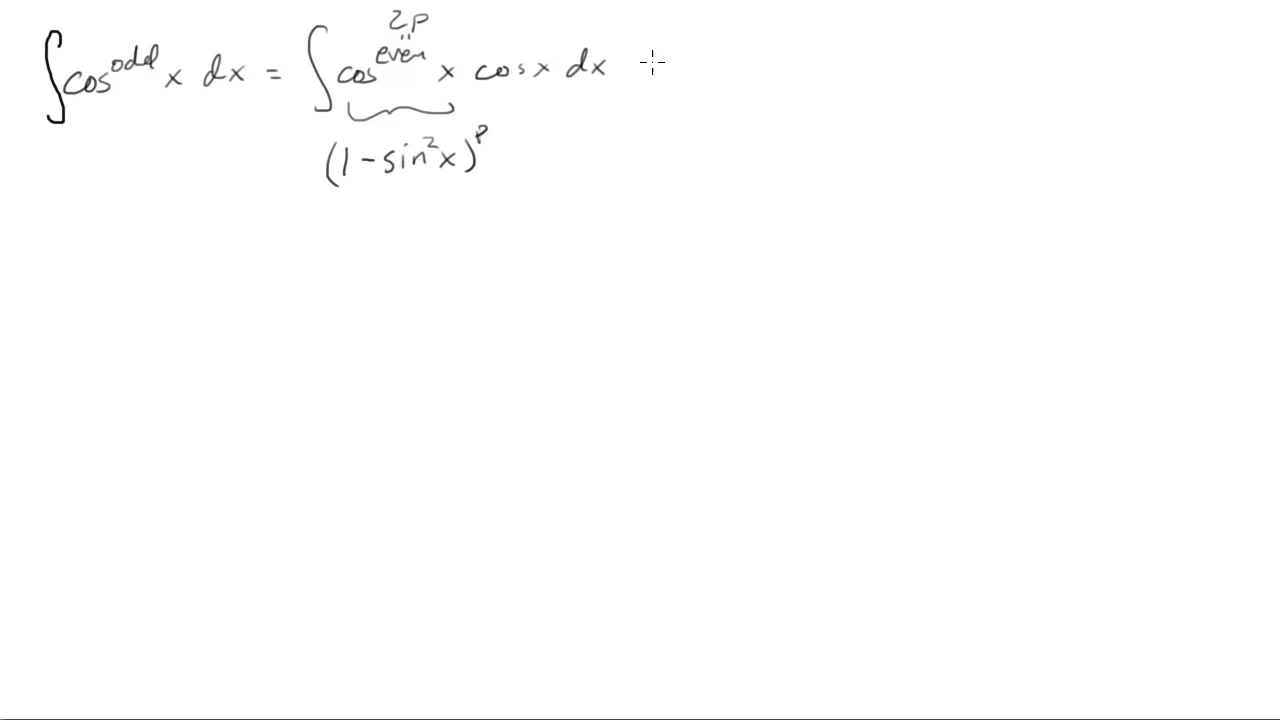 ∫cos^odd x dx = ∫cos^even x cos x dx
2p
"
(1 - sin²x)^p